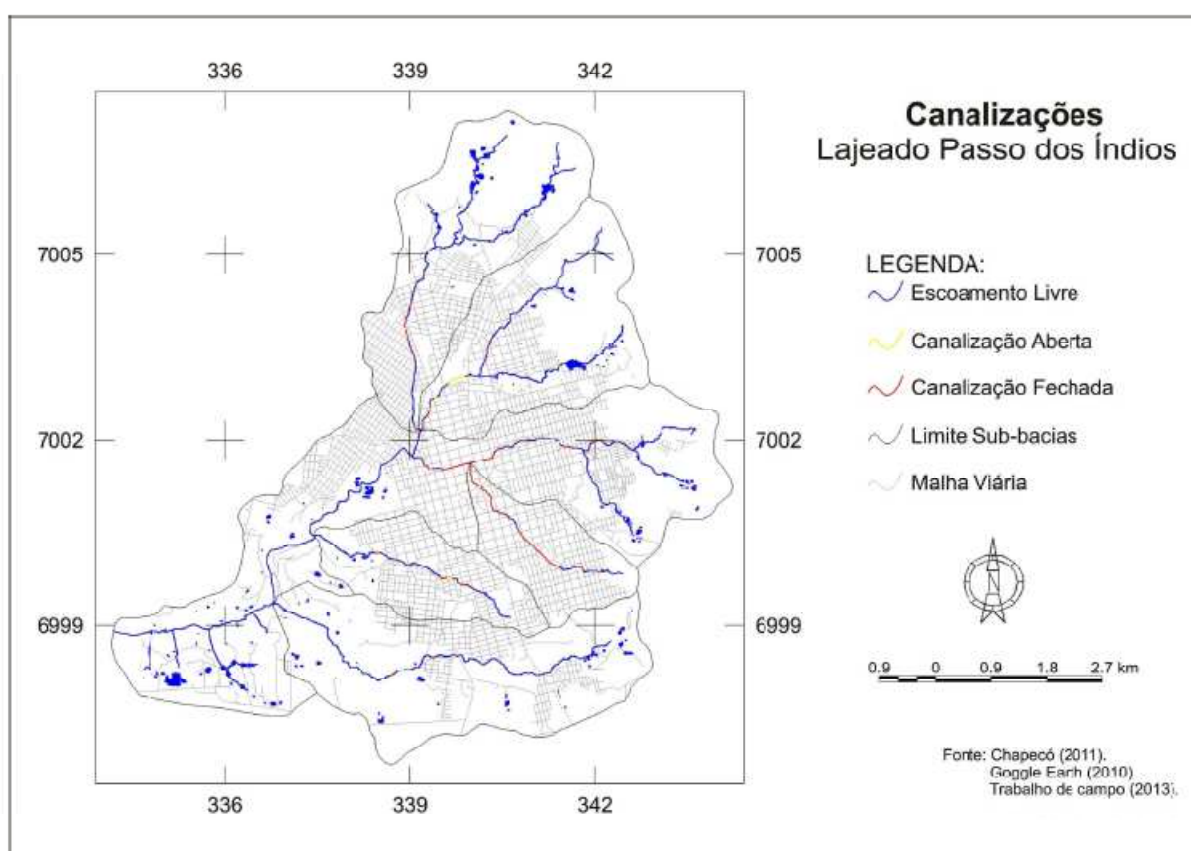 336 339 342
Canalizações
Lajeado Passo dos Índios
7005 7005
LEGENDA:
Escoamento Livre
Canalização Aberta
Canalização Fechada
7002 7002
Limite Sub-bacias
Malha Viária
N
6999 6999
0.9 0 0.9 1.8 2.7 km
Fonte: Chapecó (2011).
Goggle Earth (2010)
Trabalho de campo (2013).
336 339 342